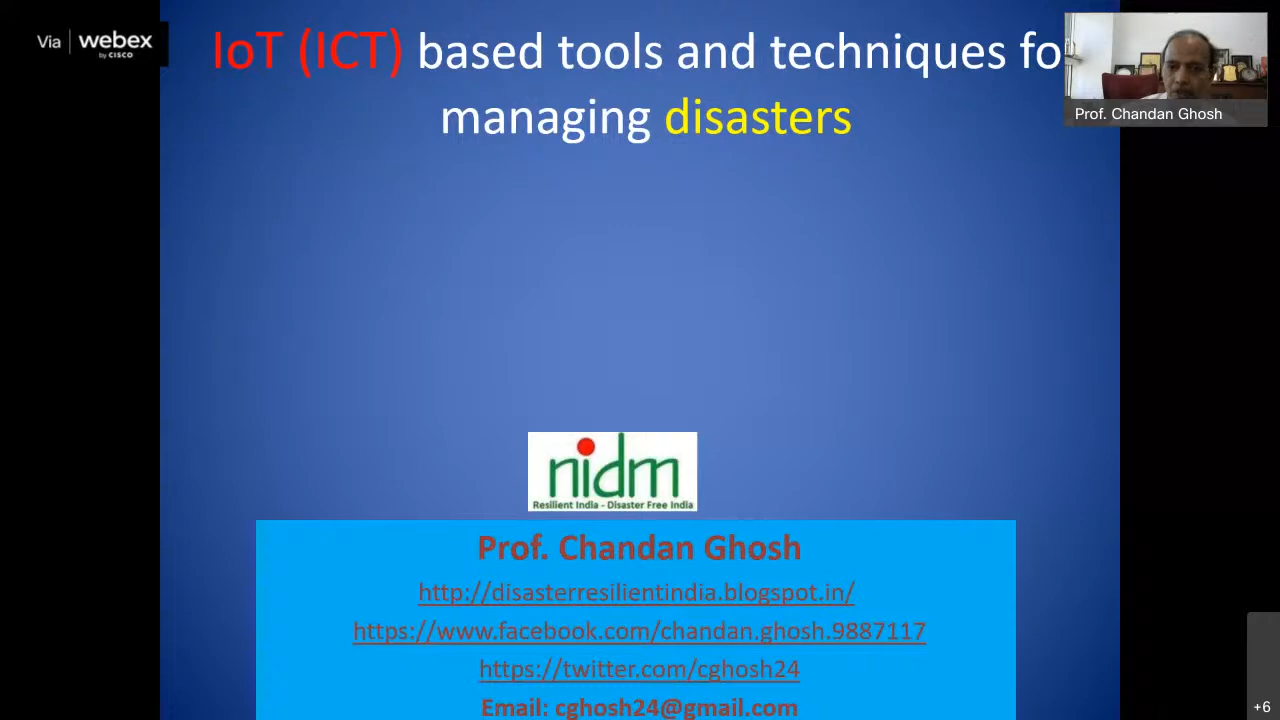 Via webex
by CISCO
IoT (ICT) based tools and techniques fo
managing disasters
Prof. Chandan Ghosh
nidm
Resilient India - Disaster Free India
Prof. Chandan Ghosh
http://disasterresilientindia.blogspot.in/
https://www.facebook.com/chandan.ghosh.9887117
https://twitter.com/cghosh24
Email: cghosh24@gmail.com
+6